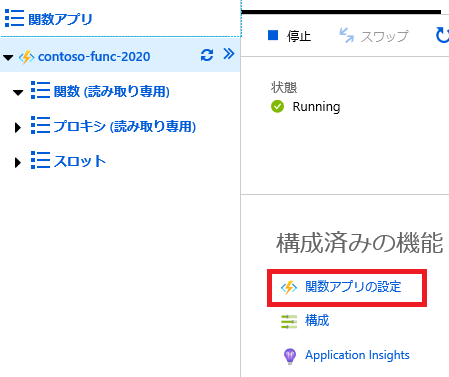 関数アプリ
contoso-func-2020
関数 (読み取り専用)
プロキシ (読み取り専用)
スロット
停止
スワップ
状態
Running
構成済みの機能
関数アプリの設定
構成
Application Insights